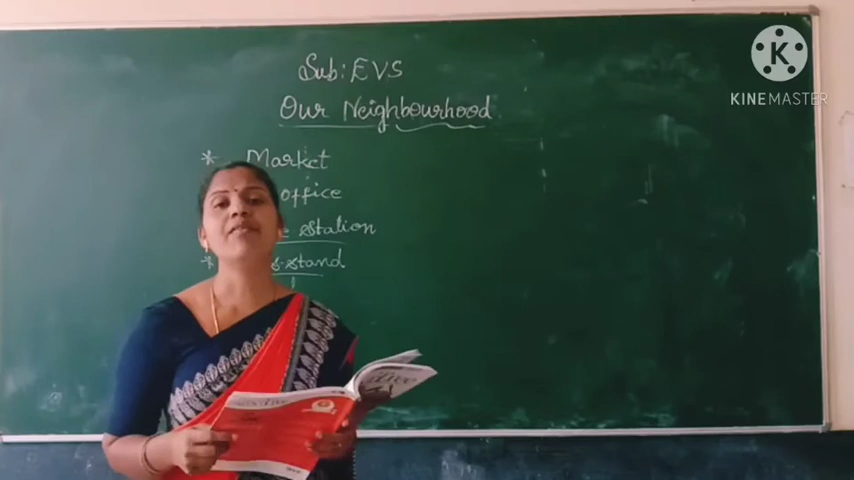 Sub: EVS
Our Neighbourhood
* Market
office
station
* stand
K
KINEMASTER